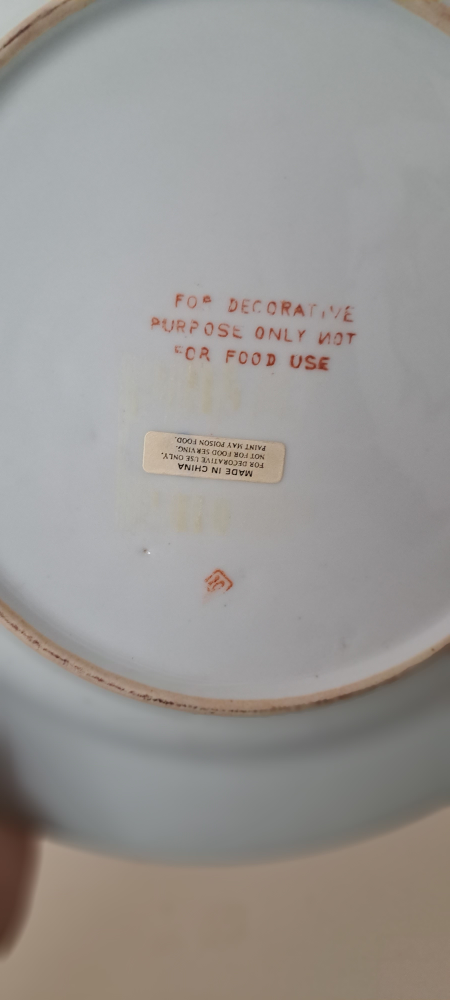 FOR DECORATIVE
PURPOSE ONLY NOT
FOR FOOD USE
MADE IN CHINA
FOR DECORATIVE USE ONLY.
NOT FOR FOOD SERVING.
PAINT MAY POISON FOOD.